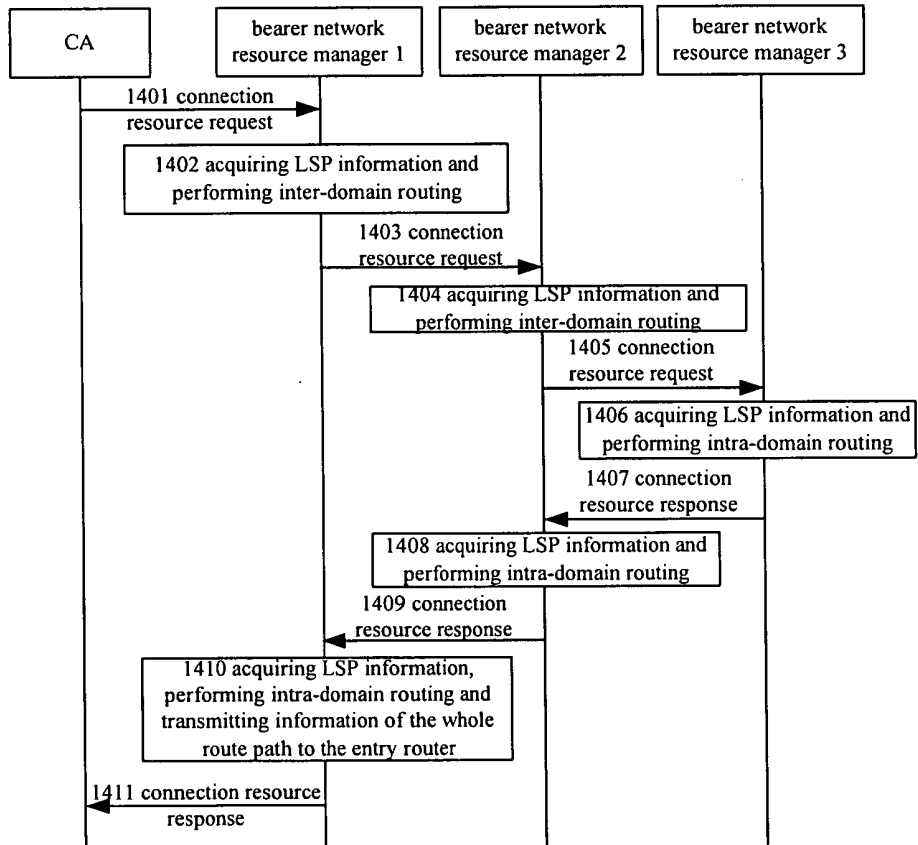 CA
bearer network
resource manager 1
bearer network
resource manager 2
bearer network
resource manager 3
1401 connection
resource request
1402 acquiring LSP information and
performing inter-domain routing
1403 connection
resource request
1404 acquiring LSP information and
performing inter-domain routing
1405 connection
resource request
1406 acquiring LSP information and
performing intra-domain routing
1407 connection
resource response
1408 acquiring LSP information and
performing intra-domain routing
1409 connection
resource response
1410 acquiring LSP information,
performing intra-domain routing and
transmitting information of the whole
route path to the entry router
1411 connection resource
response